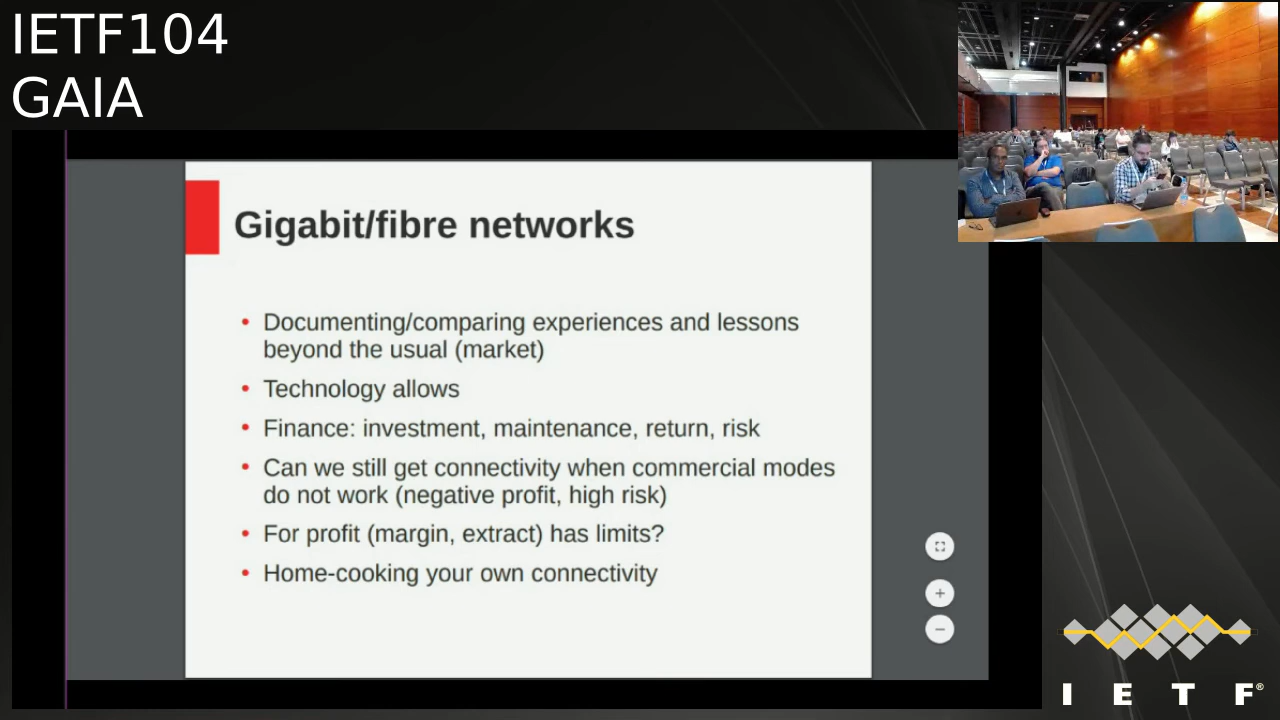 IETF104
GAIA
Gigabit/fibre networks
• Documenting/comparing experiences and lessons
beyond the usual (market)
• Technology allows
• Finance: investment, maintenance, return, risk
• Can we still get connectivity when commercial modes
do not work (negative profit, high risk)
• For profit (margin, extract) has limits?
• Home-cooking your own connectivity
I E T F®